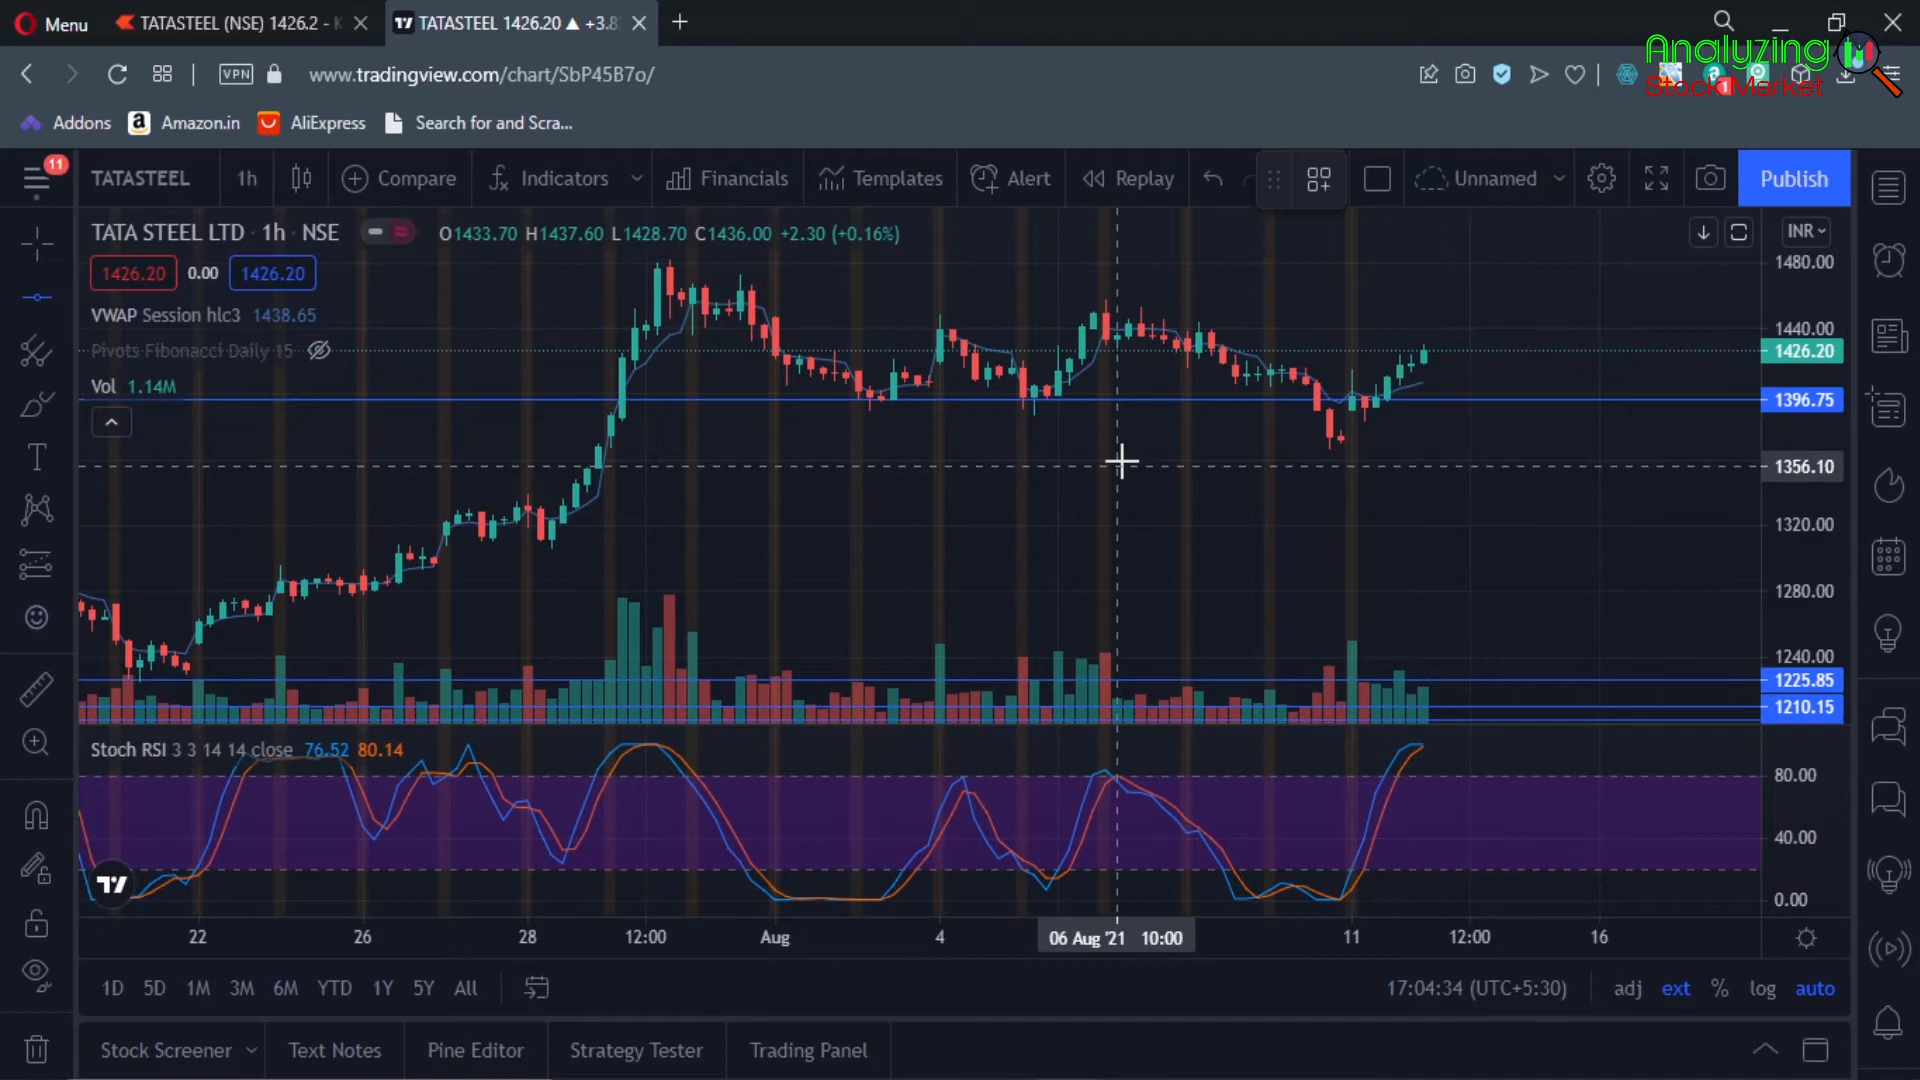 Menu
TATASTEEL (NSE) 1426.2 - K
TATASTEEL 1426.20 ▲ +3.8
VPN
www.tradingview.com/chart/SbP45B7o/
Analyzing
Stock Market
1
Addons
Amazon.in
AliExpress
Search for and Scra...
11
TATASTEEL
1h
Compare
Indicators
Financials
Templates
Alert
Replay
Unnamed
Publish
TATA STEEL LTD · 1h · NSE
O1433.70 H1437.60 L1428.70 C1436.00 +2.30 (+0.16%)
INR
1426.20 0.00 1426.20
VWAP Session hlc3 1438.65
Pivots Fibonacci Daily 15
Vol 1.14M
1480.00
1440.00
1426.20
1396.75
1356.10
1320.00
1280.00
1240.00
1225.85
1210.15
Stoch RSI 3 3 14 14 close 76.52 80.14
80.00
40.00
0.00
22 26 28 12:00 Aug 4 06 Aug '21 10:00 11 12:00 16
1D 5D 1M 3M 6M YTD 1Y 5Y All
17:04:34 (UTC+5:30)
adj ext % log auto
Stock Screener
Text Notes
Pine Editor
Strategy Tester
Trading Panel